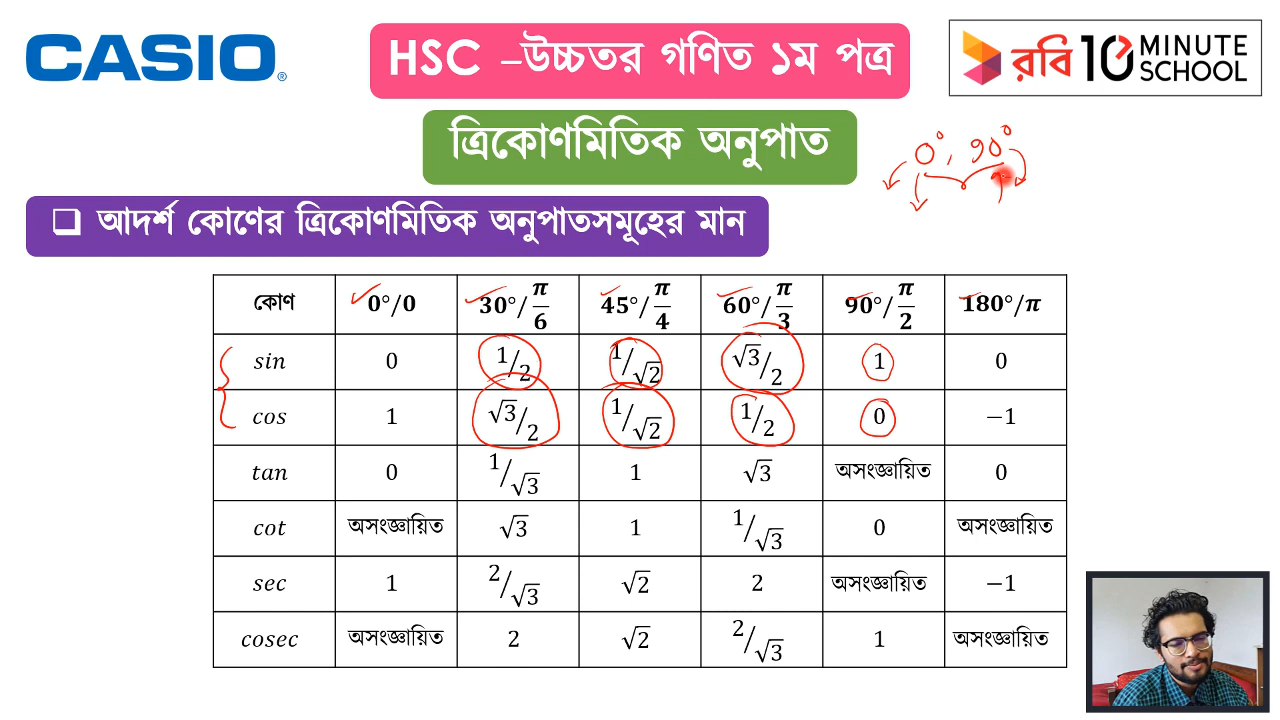 CASIO®
HSC –উচ্চতর গণিত ১ম পত্র
রবি 10 MINUTE SCHOOL
ত্রিকোণমিতিক অনুপাত
0°, 90°
❑ আদর্শ কোণের ত্রিকোণমিতিক অনুপাতসমূহের মান
কোণ 0°/0 30°/π/6 45°/π/4 60°/π/3 90°/π/2 180°/π
sin 0 1/2 1/√2 √3/2 1 0
cos 1 √3/2 1/√2 1/2 0 −1
tan 0 1/√3 1 √3 অসংজ্ঞায়িত 0
cot অসংজ্ঞায়িত √3 1 1/√3 0 অসংজ্ঞায়িত
sec 1 2/√3 √2 2 অসংজ্ঞায়িত −1
cosec অসংজ্ঞায়িত 2 √2 2/√3 1 অসংজ্ঞায়িত